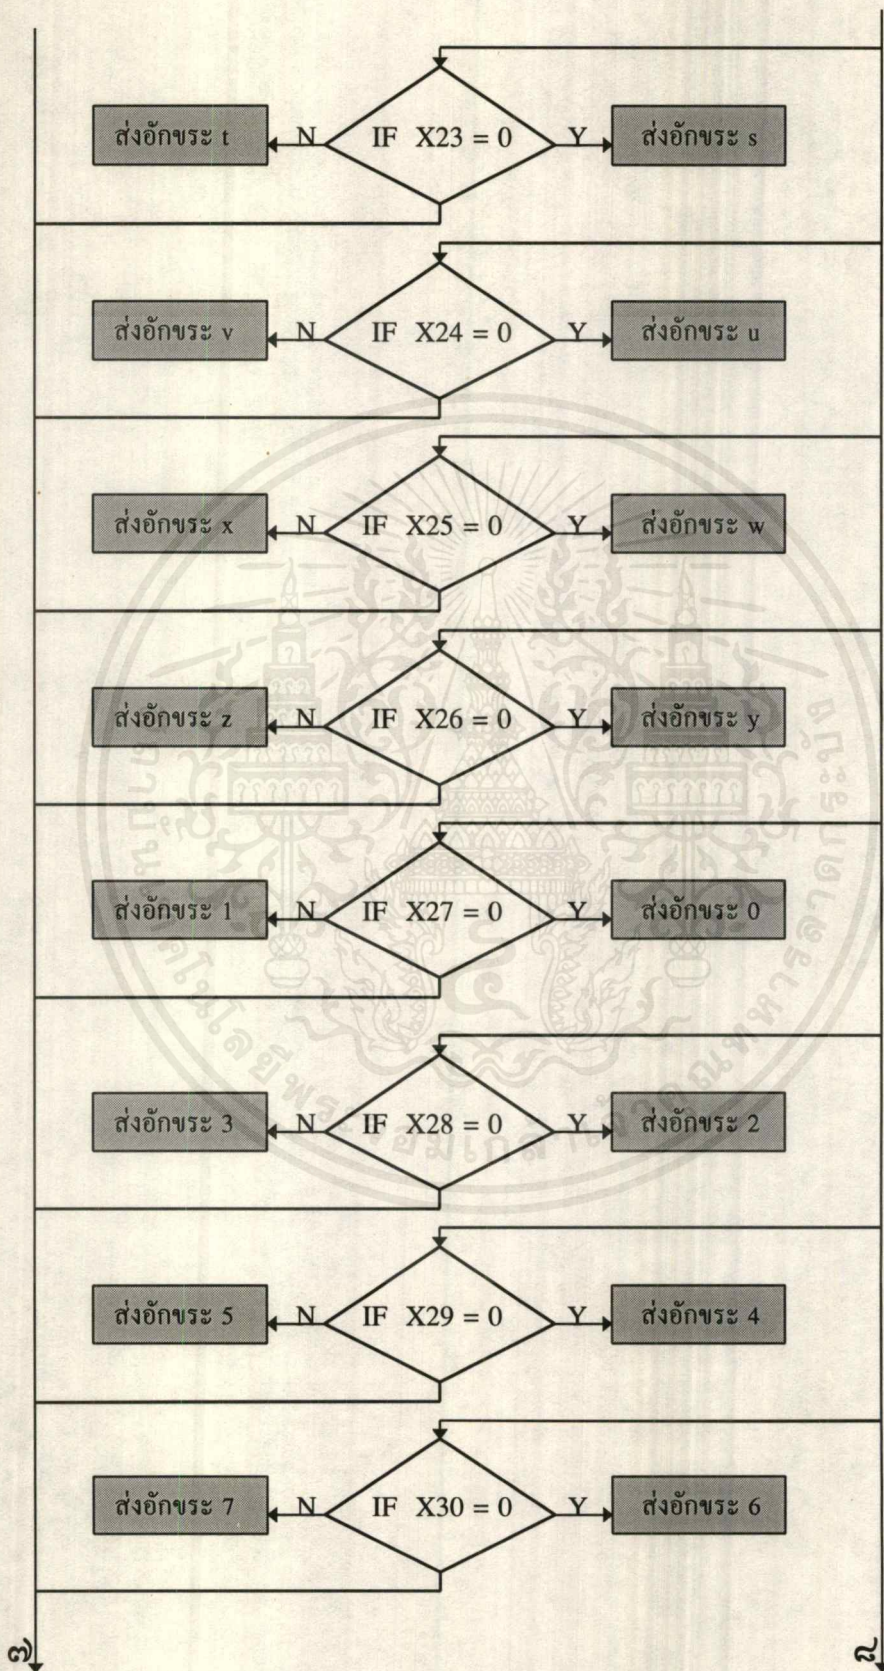 ส่งอักขระ t N IF X23 = 0 Y ส่งอักขระ s
ส่งอักขระ v N IF X24 = 0 Y ส่งอักขระ u
ส่งอักขระ x N IF X25 = 0 Y ส่งอักขระ w
ส่งอักขระ z N IF X26 = 0 Y ส่งอักขระ y
ส่งอักขระ 1 N IF X27 = 0 Y ส่งอักขระ 0
ส่งอักขระ 3 N IF X28 = 0 Y ส่งอักขระ 2
ส่งอักขระ 5 N IF X29 = 0 Y ส่งอักขระ 4
ส่งอักขระ 7 N IF X30 = 0 Y ส่งอักขระ 6